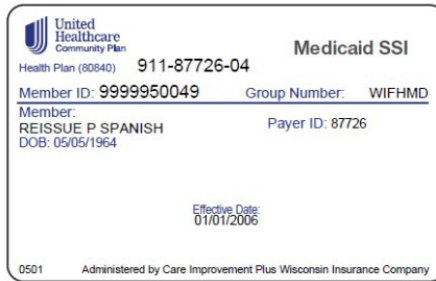 United
Healthcare
Community Plan
Medicaid SSI
Health Plan (80840) 911-87726-04
Member ID: 9999950049 Group Number: WIFHMD
Member:
REISSUE P SPANISH Payer ID: 87726
DOB: 05/05/1964
Effective Date:
01/01/2006
0501 Administered by Care Improvement Plus Wisconsin Insurance Company